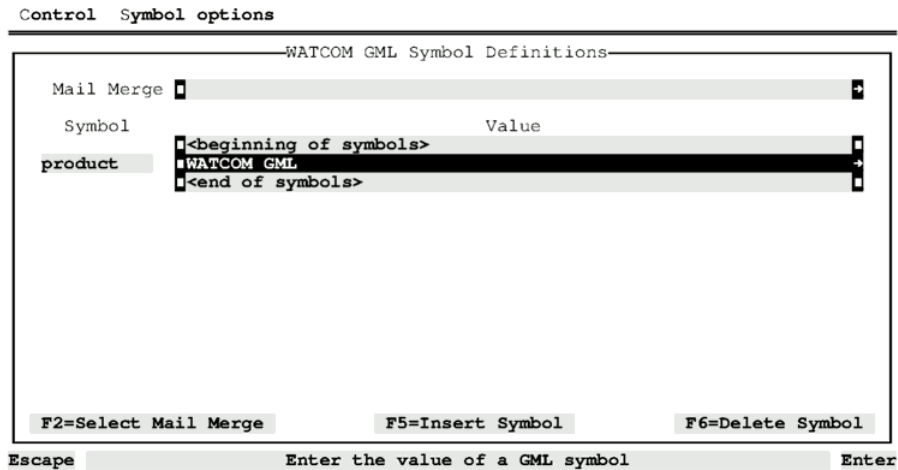 Control Symbol options
WATCOM GML Symbol Definitions
Mail Merge
Symbol Value
<beginning of symbols>
product WATCOM GML
<end of symbols>
F2=Select Mail Merge F5=Insert Symbol F6=Delete Symbol
Escape Enter the value of a GML symbol Enter